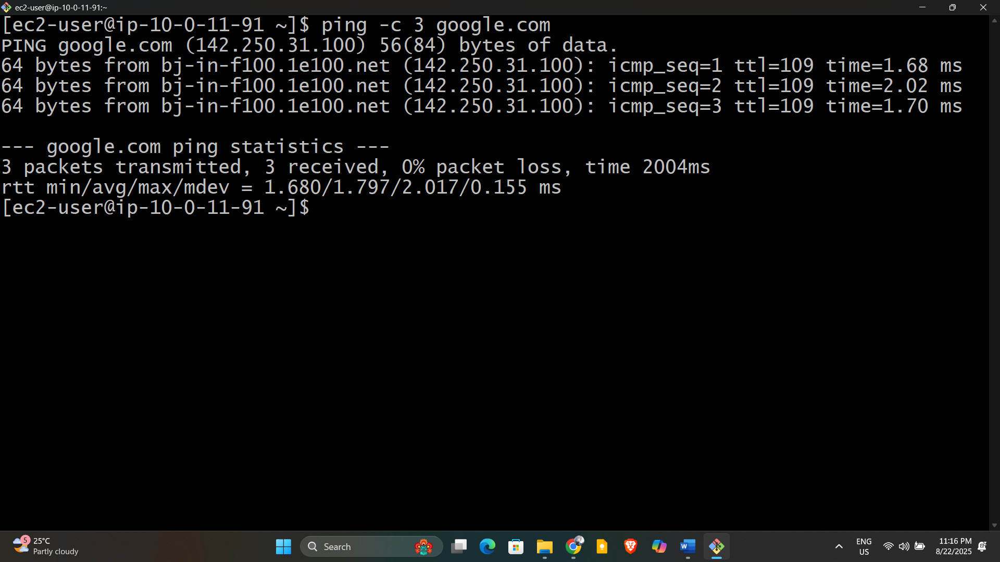 ec2-user@ip-10-0-11-91:~
[ec2-user@ip-10-0-11-91 ~]$ ping -c 3 google.com
PING google.com (142.250.31.100) 56(84) bytes of data.
64 bytes from bj-in-f100.1e100.net (142.250.31.100): icmp_seq=1 ttl=109 time=1.68 ms
64 bytes from bj-in-f100.1e100.net (142.250.31.100): icmp_seq=2 ttl=109 time=2.02 ms
64 bytes from bj-in-f100.1e100.net (142.250.31.100): icmp_seq=3 ttl=109 time=1.70 ms

--- google.com ping statistics ---
3 packets transmitted, 3 received, 0% packet loss, time 2004ms
rtt min/avg/max/mdev = 1.680/1.797/2.017/0.155 ms
[ec2-user@ip-10-0-11-91 ~]$
5
25°C
Partly cloudy
Search
W
ENG
US
11:16 PM
8/22/2025